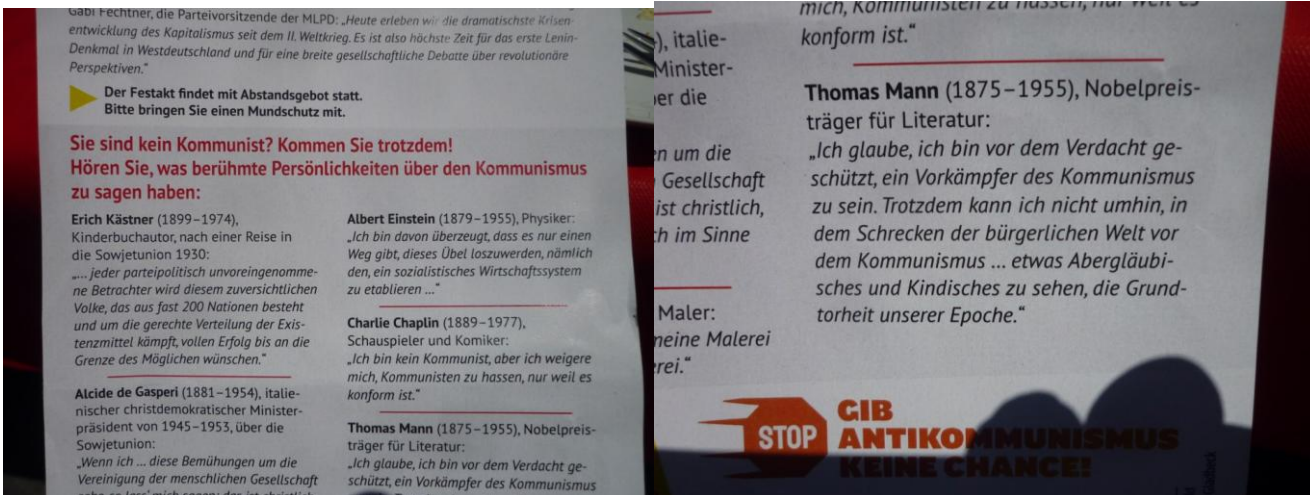 Gabi Fechtner, die Parteivorsitzende der MLPD: „Heute erleben wir die dramatischste Krisen-
entwicklung des Kapitalismus seit dem II. Weltkrieg. Es ist also höchste Zeit für das erste Lenin-
Denkmal in Westdeutschland und für eine breite gesellschaftliche Debatte über revolutionäre
Perspektiven.“
Der Festakt findet mit Abstandsgebot statt.
Bitte bringen Sie einen Mundschutz mit.
Sie sind kein Kommunist? Kommen Sie trotzdem!
Hören Sie, was berühmte Persönlichkeiten über den Kommunismus
zu sagen haben:
Erich Kästner (1899–1974),
Kinderbuchautor, nach einer Reise in
die Sowjetunion 1930:
„... jeder parteipolitisch unvoreingenomme-
ne Betrachter wird diesem zuversichtlichen
Volke, das aus fast 200 Nationen besteht
und um die gerechte Verteilung der Exis-
tenzmittel kämpft, vollen Erfolg bis an die
Grenze des Möglichen wünschen.“
Alcide de Gasperi (1881–1954), italie-
nischer christdemokratischer Minister-
präsident von 1945–1953, über die
Sowjetunion:
„Wenn ich ... diese Bemühungen um die
Vereinigung der menschlichen Gesellschaft
Albert Einstein (1879–1955), Physiker:
„Ich bin davon überzeugt, dass es nur einen
Weg gibt, dieses Übel loszuwerden, nämlich
den, ein sozialistisches Wirtschaftssystem
zu etablieren ...“
Charlie Chaplin (1889–1977),
Schauspieler und Komiker:
„Ich bin kein Kommunist, aber ich weigere
mich, Kommunisten zu hassen, nur weil es
konform ist.“
Thomas Mann (1875–1955), Nobelpreis-
träger für Literatur:
„Ich glaube, ich bin vor dem Verdacht ge-
schützt, ein Vorkämpfer des Kommunismus
), italie-
Minister-
er die
n um die
Gesellschaft
ist christlich,
h im Sinne
Maler:
meine Malerei
erei.“
mich, Kommunisten zu hassen, nur weil es
konform ist.“
Thomas Mann (1875–1955), Nobelpreis-
träger für Literatur:
„Ich glaube, ich bin vor dem Verdacht ge-
schützt, ein Vorkämpfer des Kommunismus
zu sein. Trotzdem kann ich nicht umhin, in
dem Schrecken der bürgerlichen Welt vor
dem Kommunismus ... etwas Abergläubi-
sches und Kindisches zu sehen, die Grund-
torheit unserer Epoche.“
STOP
GIB
ANTIKOMMUNISMUS
KEINE CHANCE!